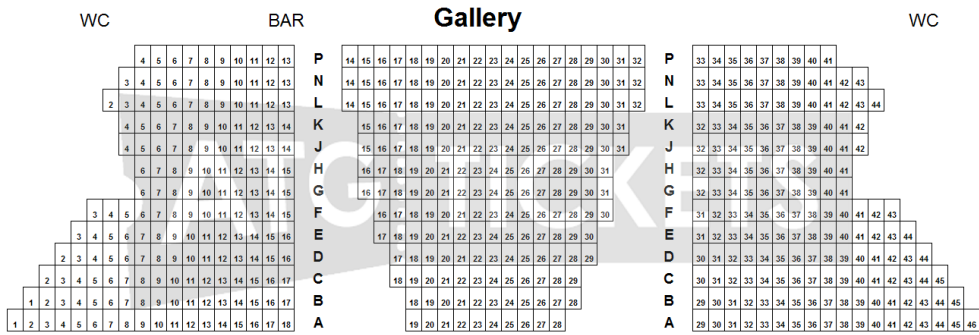 WC BAR Gallery WC
4 5 6 7 8 9 10 11 12 13 P 14 15 16 17 18 19 20 21 22 23 24 25 26 27 28 29 30 31 32 P 33 34 35 36 37 38 39 40 41
3 4 5 6 7 8 9 10 11 12 13 N 14 15 16 17 18 19 20 21 22 23 24 25 26 27 28 29 30 31 32 N 33 34 35 36 37 38 39 40 41 42 43
2 3 4 5 6 7 8 9 10 11 12 13 L 14 15 16 17 18 19 20 21 22 23 24 25 26 27 28 29 30 31 32 L 33 34 35 36 37 38 39 40 41 42 43 44
4 5 6 7 8 9 10 11 12 13 14 K 15 16 17 18 19 20 21 22 23 24 25 26 27 28 29 30 31 K 32 33 34 35 36 37 38 39 40 41 42
4 5 6 7 8 9 10 11 12 13 14 J 15 16 17 18 19 20 21 22 23 24 25 26 27 28 29 30 31 J 32 33 34 35 36 37 38 39 40 41 42
ATG TICKETS
6 7 8 9 10 11 12 13 14 15 H 16 17 18 19 20 21 22 23 24 25 26 27 28 29 30 31 H 32 33 34 35 36 37 38 39 40 41
6 7 8 9 10 11 12 13 14 15 G 16 17 18 19 20 21 22 23 24 25 26 27 28 29 30 31 G 32 33 34 35 36 37 38 39 40 41
3 4 5 6 7 8 9 10 11 12 13 14 15 F 16 17 18 19 20 21 22 23 24 25 26 27 28 29 30 F 31 32 33 34 35 36 37 38 39 40 41 42 43
3 4 5 6 7 8 9 10 11 12 13 14 15 16 E 17 18 19 20 21 22 23 24 25 26 27 28 29 30 E 31 32 33 34 35 36 37 38 39 40 41 42 43 44
2 3 4 5 6 7 8 9 10 11 12 13 14 15 16 D 17 18 19 20 21 22 23 24 25 26 27 28 29 D 30 31 32 33 34 35 36 37 38 39 40 41 42 43 44
2 3 4 5 6 7 8 9 10 11 12 13 14 15 16 17 C 18 19 20 21 22 23 24 25 26 27 28 29 C 30 31 32 33 34 35 36 37 38 39 40 41 42 43 44 45
1 2 3 4 5 6 7 8 9 10 11 12 13 14 15 16 17 B 18 19 20 21 22 23 24 25 26 27 28 B 29 30 31 32 33 34 35 36 37 38 39 40 41 42 43 44 45
1 2 3 4 5 6 7 8 9 10 11 12 13 14 15 16 17 18 A 19 20 21 22 23 24 25 26 27 28 A 29 30 31 32 33 34 35 36 37 38 39 40 41 42 43 44 45 46